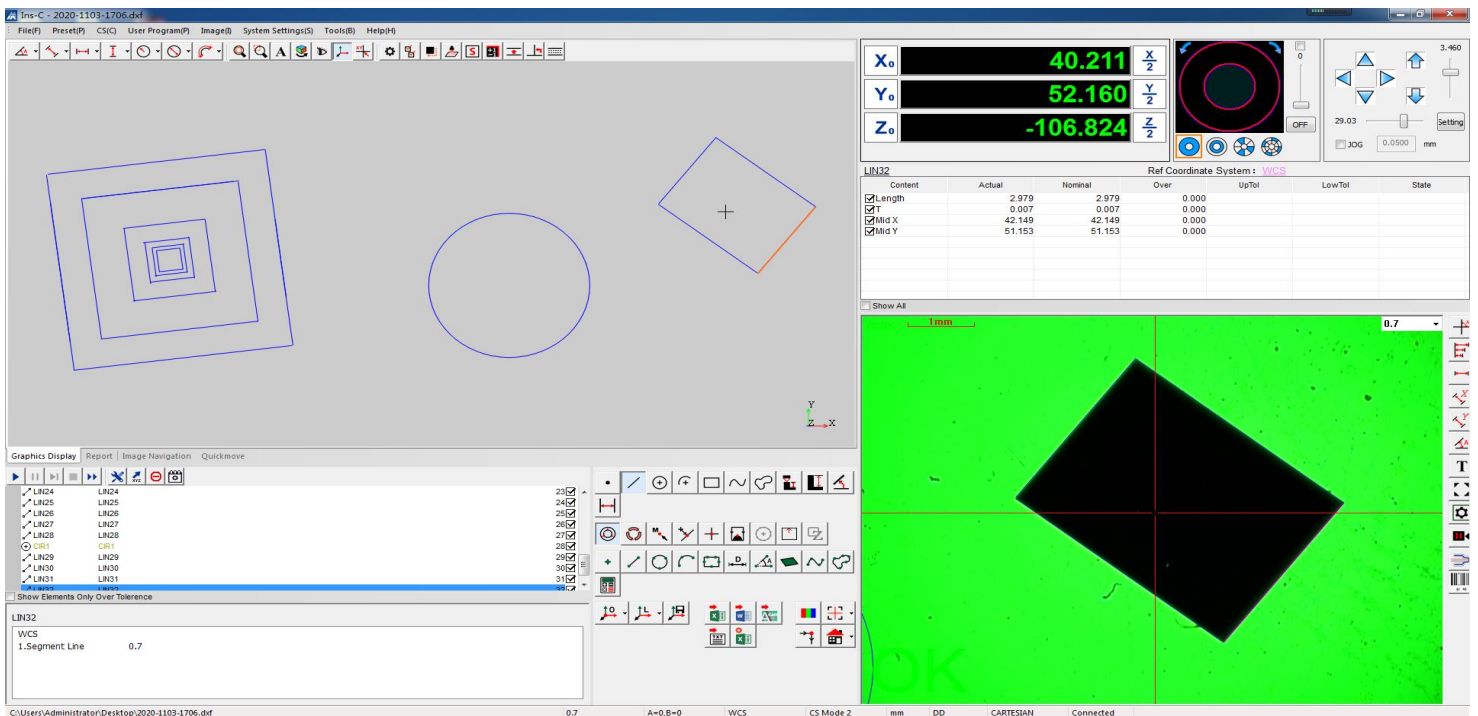 Ins-C - 2020-1103-1706.dxf
File(F) Preset(P) CS(C) User Program(P) Image(I) System Settings(S) Tools(B) Help(H)
X₀ 40.211 X/2
Y₀ 52.160 Y/2
Z₀ -106.824 Z/2
0
OFF
3.460
29.03
Setting
JOG 0.0500 mm
LIN32 Ref Coordinate System : WCS
Content Actual Nominal Over UpTol LowTol State
Length 2.979 2.979 0.000
T 0.007 0.007 0.000
Mid X 42.149 42.149 0.000
Mid Y 51.153 51.153 0.000
Show All
1mm
0.7
Y
Z X
Graphics Display Report Image Navigation Quickmove
LIN24 LIN24 23
LIN25 LIN25 24
LIN26 LIN26 25
LIN27 LIN27 26
LIN28 LIN28 27
CIR1 CIR1 28
LIN29 LIN29 29
LIN30 LIN30 30
LIN31 LIN31 31
LIN32 LIN32 32
Show Elements Only Over Tolerance
LIN32
WCS
1.Segment Line 0.7
OK
C:\Users\Administrator\Desktop\2020-1103-1706.dxf 0.7 A=0,B=0 WCS CS Mode 2 mm DD CARTESIAN Connected